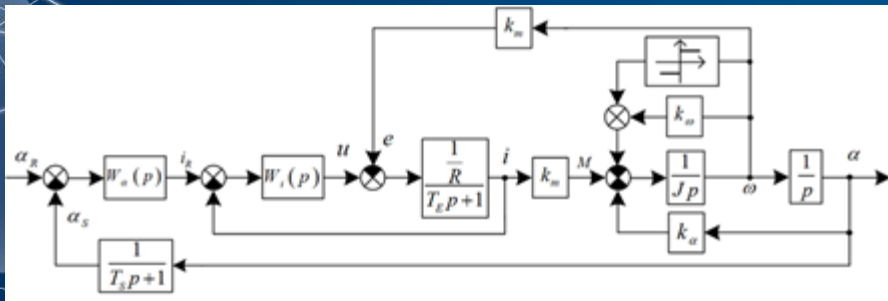 k_m
k_ω
α_R
W_α(p)
i_R
W_i(p)
u
e
1
R
T_E p+1
i
k_m
M
1
Jp
ω
1
p
α
k_α
α_S
1
T_S p+1